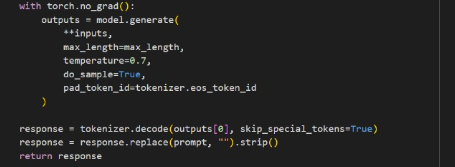 with torch.no_grad():
    outputs = model.generate(
        **inputs,
        max_length=max_length,
        temperature=0.7,
        do_sample=True,
        pad_token_id=tokenizer.eos_token_id
    )
response = tokenizer.decode(outputs[0], skip_special_tokens=True)
response = response.replace(prompt, "").strip()
return response